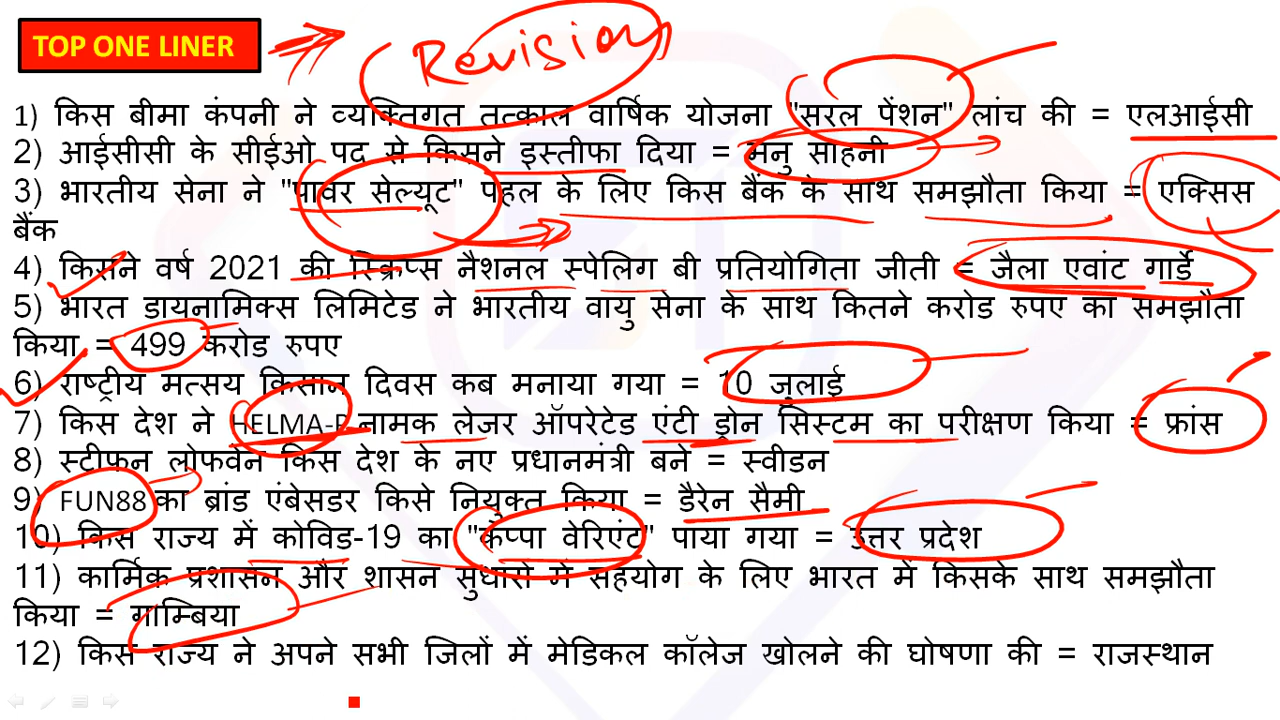 TOP ONE LINER
Revision
1) किस बीमा कंपनी ने व्यक्तिगत तत्काल वार्षिक योजना "सरल पेंशन" लांच की = एलआईसी
2) आईसीसी के सीईओ पद से किसने इस्तीफा दिया = मनु साहनी
3) भारतीय सेना ने "पावर सेल्यूट" पहल के लिए किस बैंक के साथ समझौता किया = एक्सिस
बैंक
4) किसने वर्ष 2021 की स्क्रिप्स नैशनल स्पेलिग बी प्रतियोगिता जीती = जैला एवांट गार्डे
5) भारत डायनामिक्स लिमिटेड ने भारतीय वायु सेना के साथ कितने करोड रुपए का समझौता
किया = 499 करोड रुपए
6) राष्ट्रीय मत्सय किसान दिवस कब मनाया गया = 10 जुलाई
7) किस देश ने HELMA-P नामक लेजर ऑपरेटेड एंटी ड्रोन सिस्टम का परीक्षण किया = फ्रांस
8) स्टीफन लोफवेन किस देश के नए प्रधानमंत्री बने = स्वीडन
9) FUN88 का ब्रांड एंबेसडर किसे नियुक्त किया = डैरेन सैमी
10) किस राज्य में कोविड-19 का "कप्पा वेरिएंट" पाया गया = उत्तर प्रदेश
11) कार्मिक प्रशासन और शासन सुधारो में सहयोग के लिए भारत में किसके साथ समझौता
किया = गाम्बिया
12) किस राज्य ने अपने सभी जिलों में मेडिकल कॉलेज खोलने की घोषणा की = राजस्थान